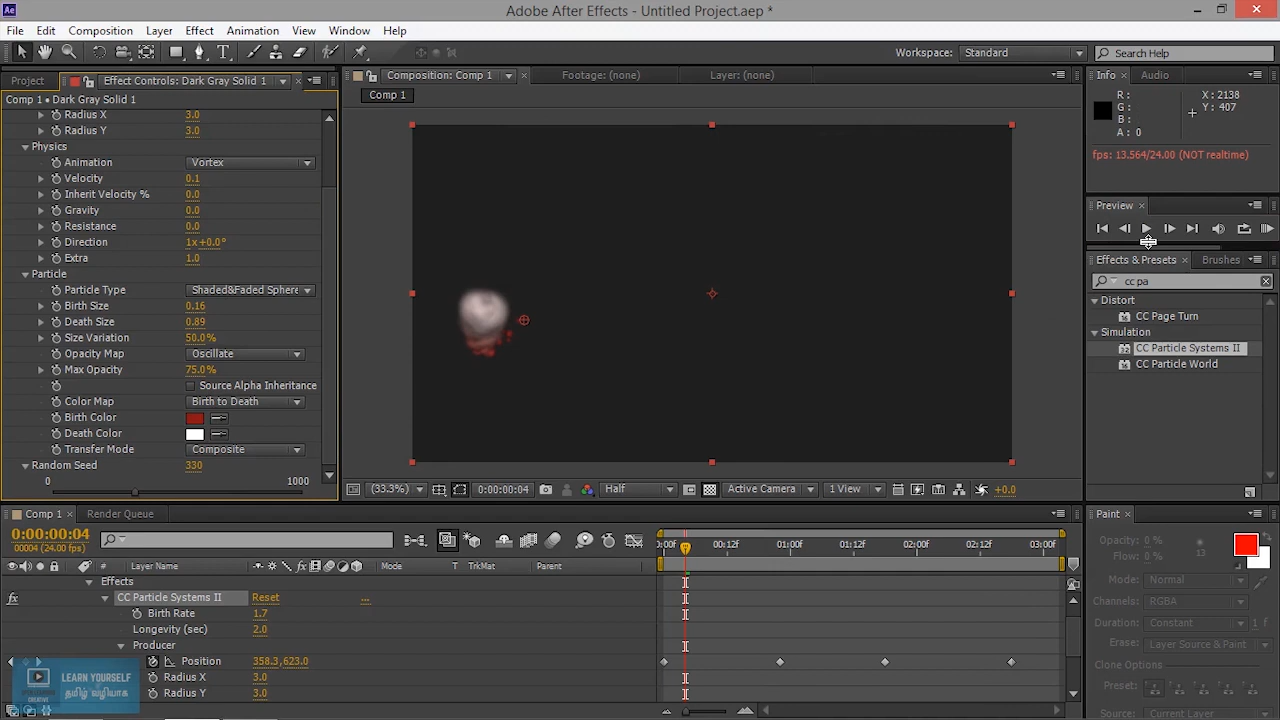 Adobe After Effects - Untitled Project.aep *
File Edit Composition Layer Effect Animation View Window Help
Workspace: Standard Search Help
Project Effect Controls: Dark Gray Solid 1
Comp 1 • Dark Gray Solid 1
Radius X 3.0
Radius Y 3.0
Physics
Animation Vortex
Velocity 0.1
Inherit Velocity % 0.0
Gravity 0.0
Resistance 0.0
Direction 1x+0.0°
Extra 1.0
Particle
Particle Type Shaded&Faded Sphere
Birth Size 0.16
Death Size 0.89
Size Variation 50.0%
Opacity Map Oscillate
Max Opacity 75.0%
Source Alpha Inheritance
Color Map Birth to Death
Birth Color
Death Color
Transfer Mode Composite
Random Seed 330
0 1000
Composition: Comp 1 Footage: (none) Layer: (none)
Comp 1
(33.3%) 0:00:00:04 Half Active Camera 1 View +0.0
Info Audio
R: X: 2138
G: Y: 407
B:
A: 0
fps: 13.564/24.00 (NOT realtime)
Preview
Effects & Presets Brushes
cc pa
Distort
CC Page Turn
Simulation
CC Particle Systems II
CC Particle World
Comp 1 Render Queue
0:00:00:04
00004 (24.00 fps)
Layer Name Mode T TrkMat Parent
:00f 00:12f 01:00f 01:12f 02:00f 02:12f 03:00f
Effects
CC Particle Systems II Reset ...
Birth Rate 1.7
Longevity (sec) 2.0
Producer
Position 358.3,623.0
Radius X 3.0
Radius Y 3.0
LEARN YOURSELF
தமிழ் வழியாக
CREATIVE
Paint
Opacity: 0 %
Flow: 0 % 13
Mode: Normal
Channels: RGBA
Duration: Constant 1 f
Erase: Layer Source & Paint
Clone Options
Preset:
Source: Current Layer